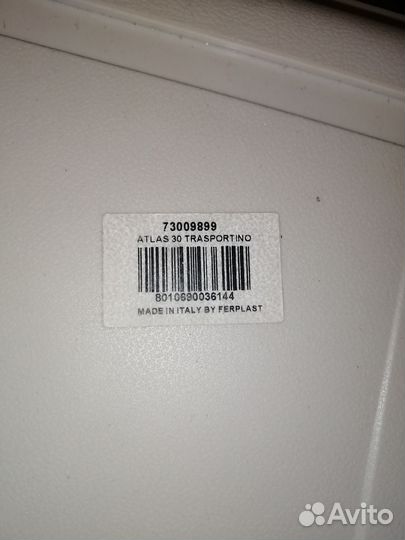 73009899
ATLAS 30 TRASPORTINO
8010690036144
MADE IN ITALY BY FERPLAST
Avito